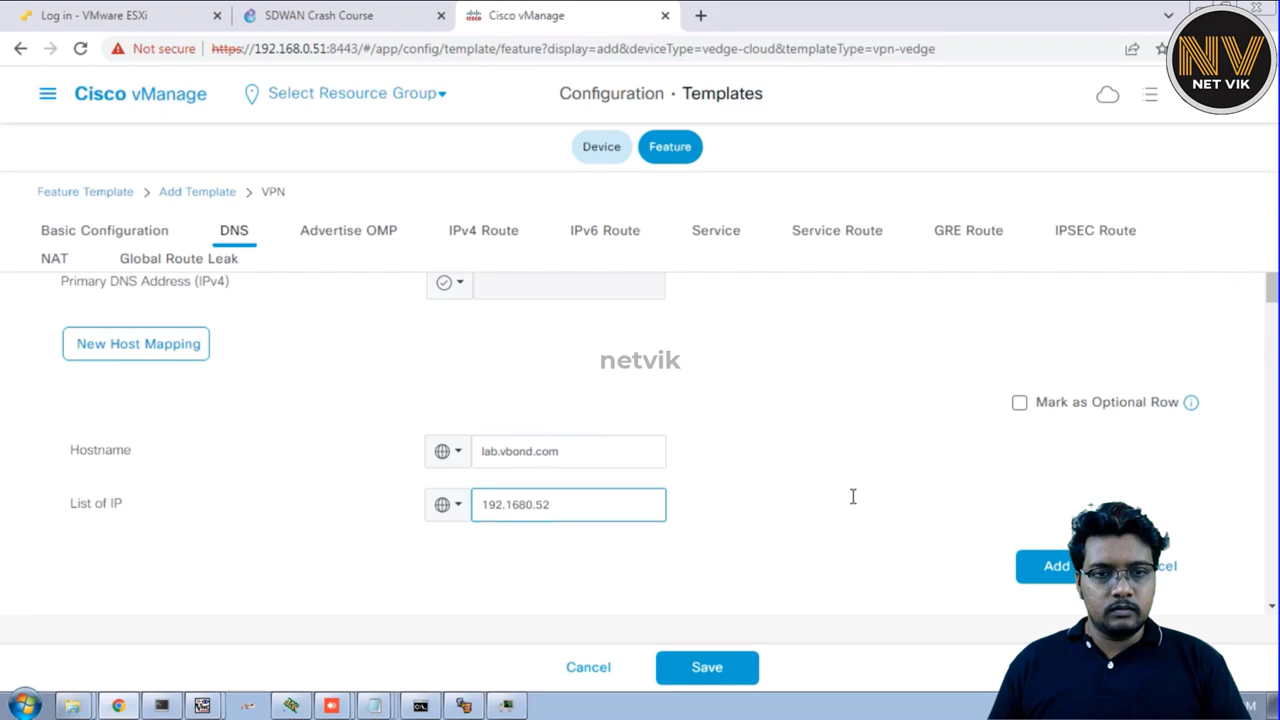 Log in - VMware ESXi
SDWAN Crash Course
Cisco vManage
Not secure
https://192.168.0.51:8443/#/app/config/template/feature?display=add&deviceType=vedge-cloud&templateType=vpn-vedge
NV
NET VIK
Cisco vManage
Select Resource Group
Configuration · Templates
Device
Feature
Feature Template > Add Template > VPN
Basic Configuration
DNS
Advertise OMP
IPv4 Route
IPv6 Route
Service
Service Route
GRE Route
IPSEC Route
NAT
Global Route Leak
Primary DNS Address (IPv4)
New Host Mapping
netvik
Mark as Optional Row
Hostname
lab.vbond.com
List of IP
192.1680.52
Add
Cancel
Save